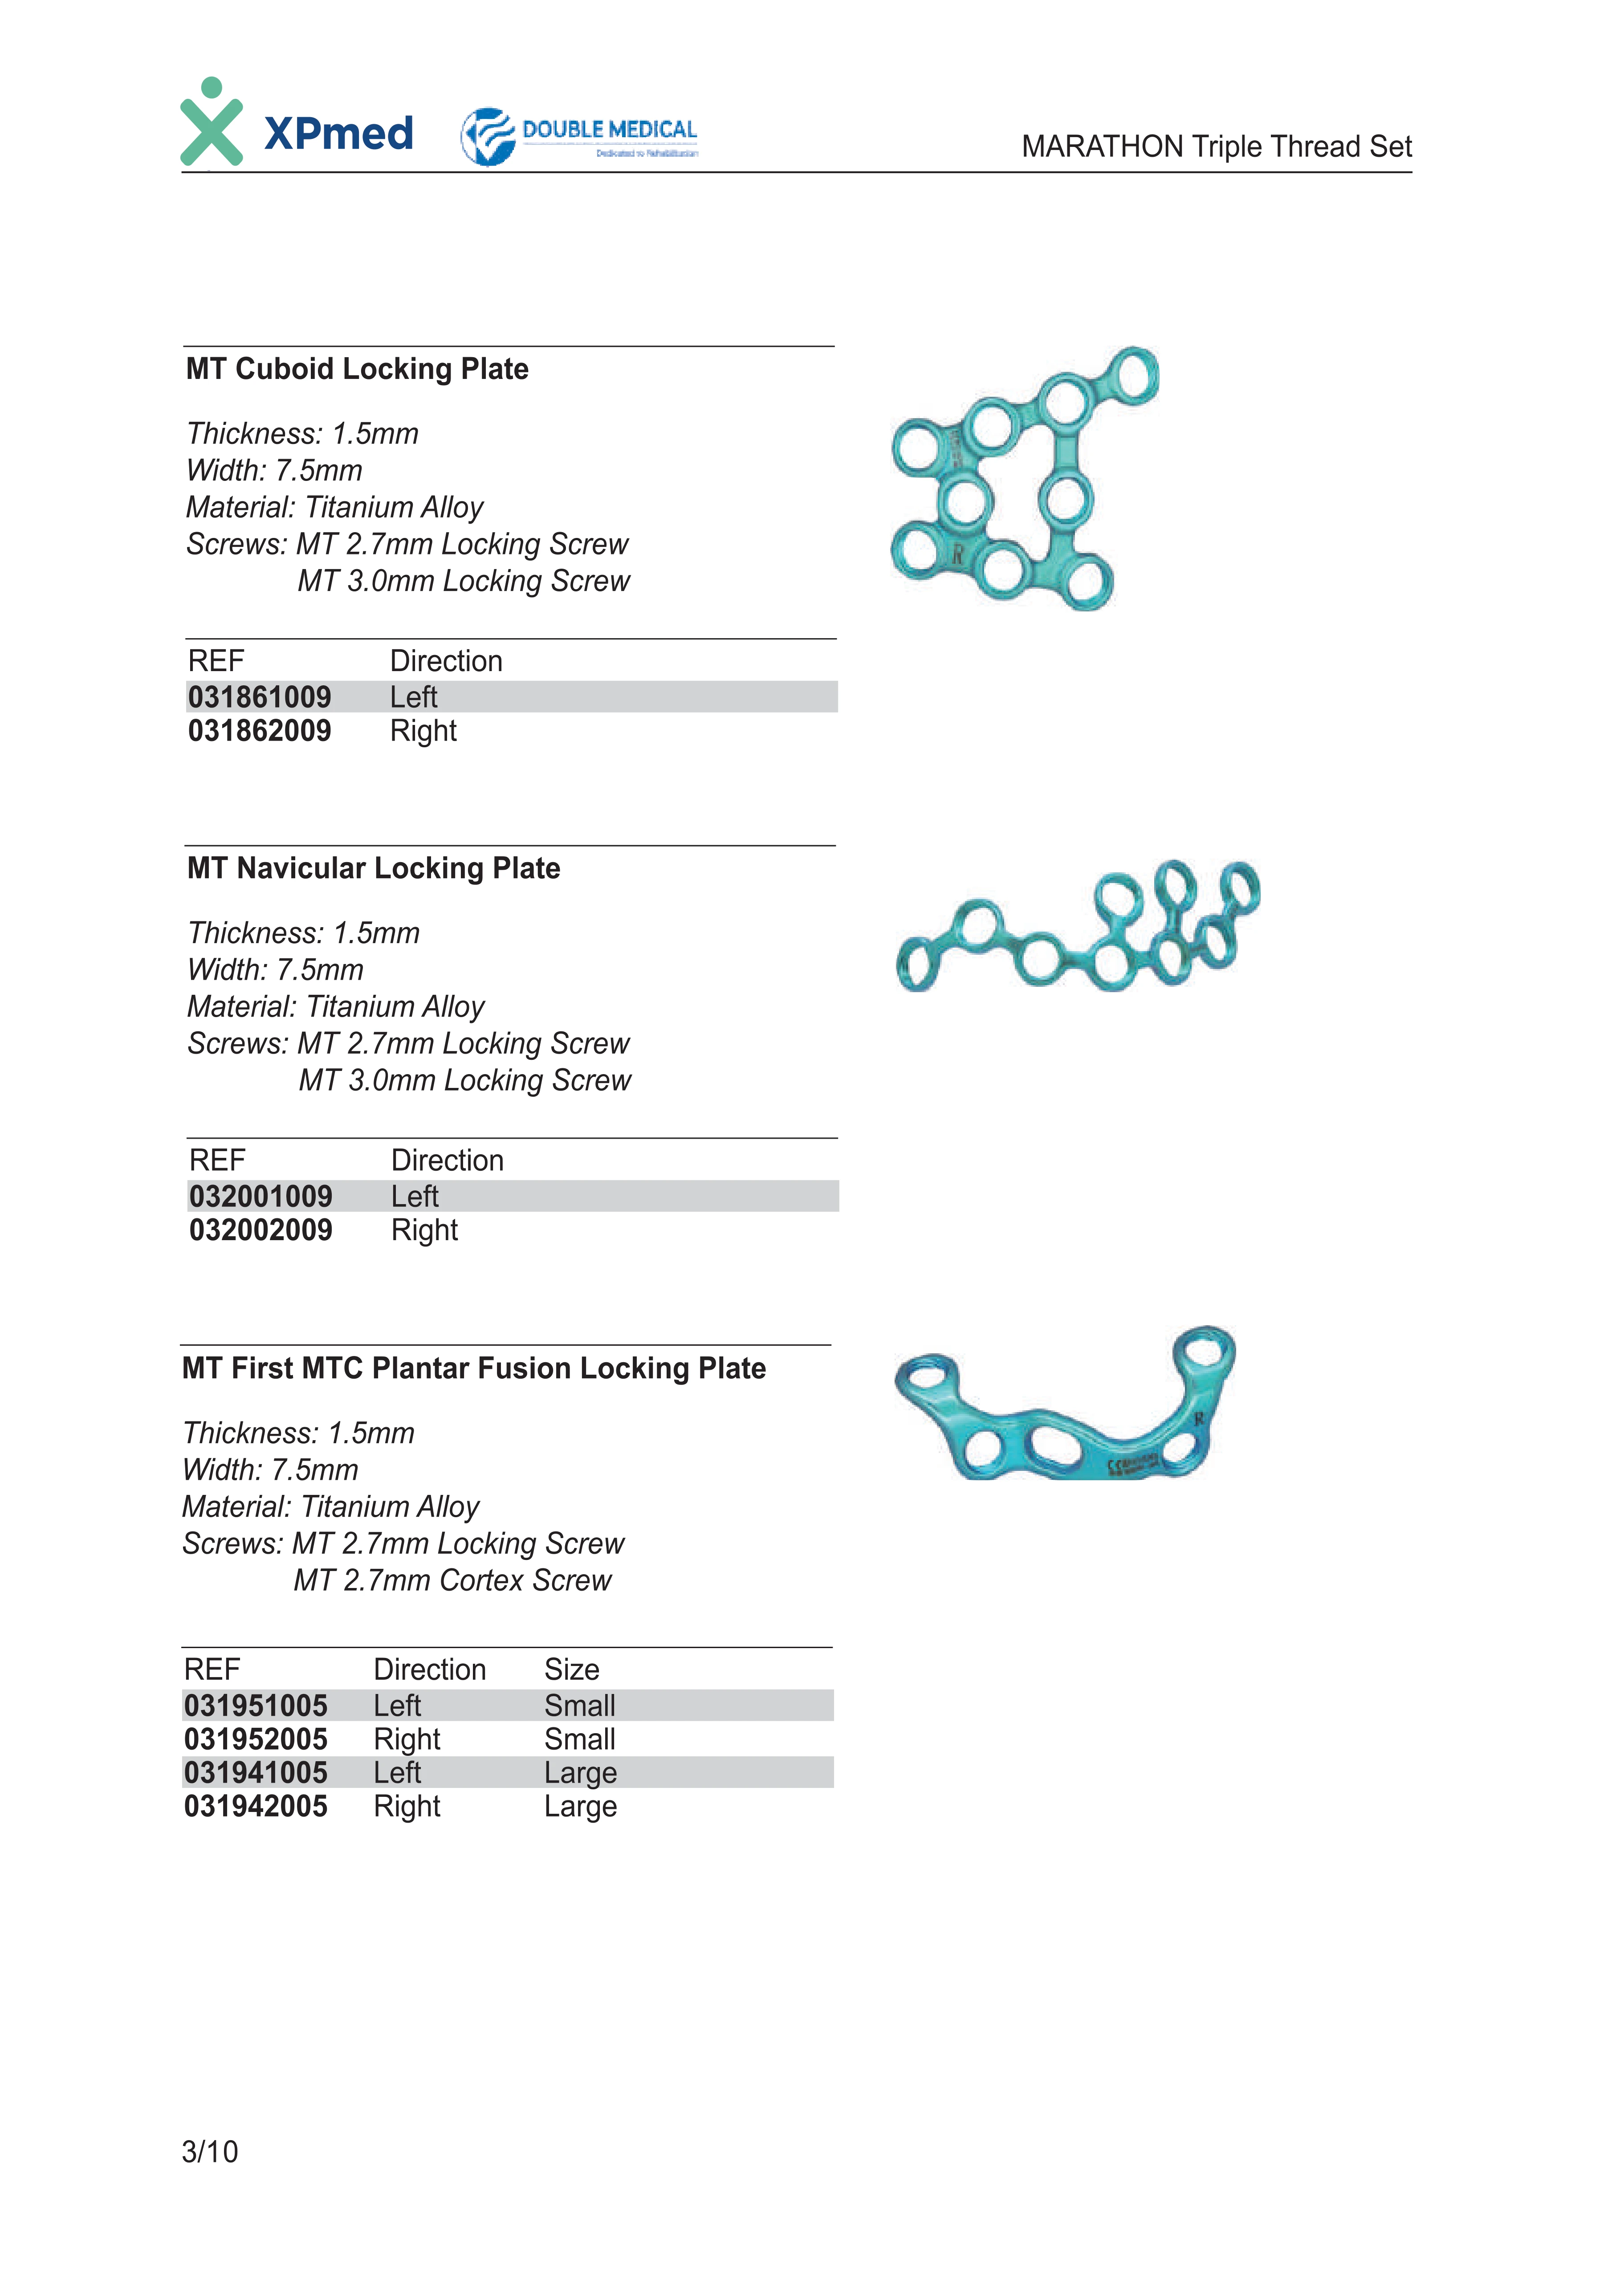 XPmed
DOUBLE MEDICAL
Dedicated to Rehabilitation
MARATHON Triple Thread Set
MT Cuboid Locking Plate
Thickness: 1.5mm
Width: 7.5mm
Material: Titanium Alloy
Screws: MT 2.7mm Locking Screw
MT 3.0mm Locking Screw
R
REF Direction
031861009 Left
031862009 Right
MT Navicular Locking Plate
Thickness: 1.5mm
Width: 7.5mm
Material: Titanium Alloy
Screws: MT 2.7mm Locking Screw
MT 3.0mm Locking Screw
REF Direction
032001009 Left
032002009 Right
MT First MTC Plantar Fusion Locking Plate
R
CE
Thickness: 1.5mm
Width: 7.5mm
Material: Titanium Alloy
Screws: MT 2.7mm Locking Screw
MT 2.7mm Cortex Screw
REF Direction Size
031951005 Left Small
031952005 Right Small
031941005 Left Large
031942005 Right Large
3/10